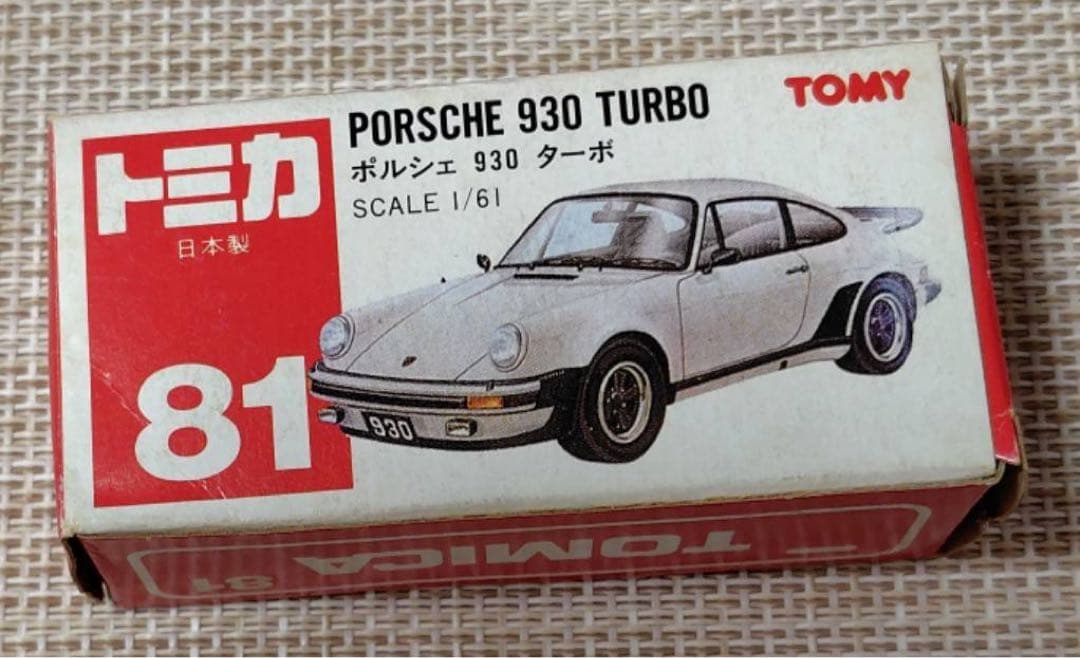 トミカ
日本製
81
PORSCHE 930 TURBO
ポルシェ 930 ターボ
SCALE 1/61
TOMY
930
TOMICA 81